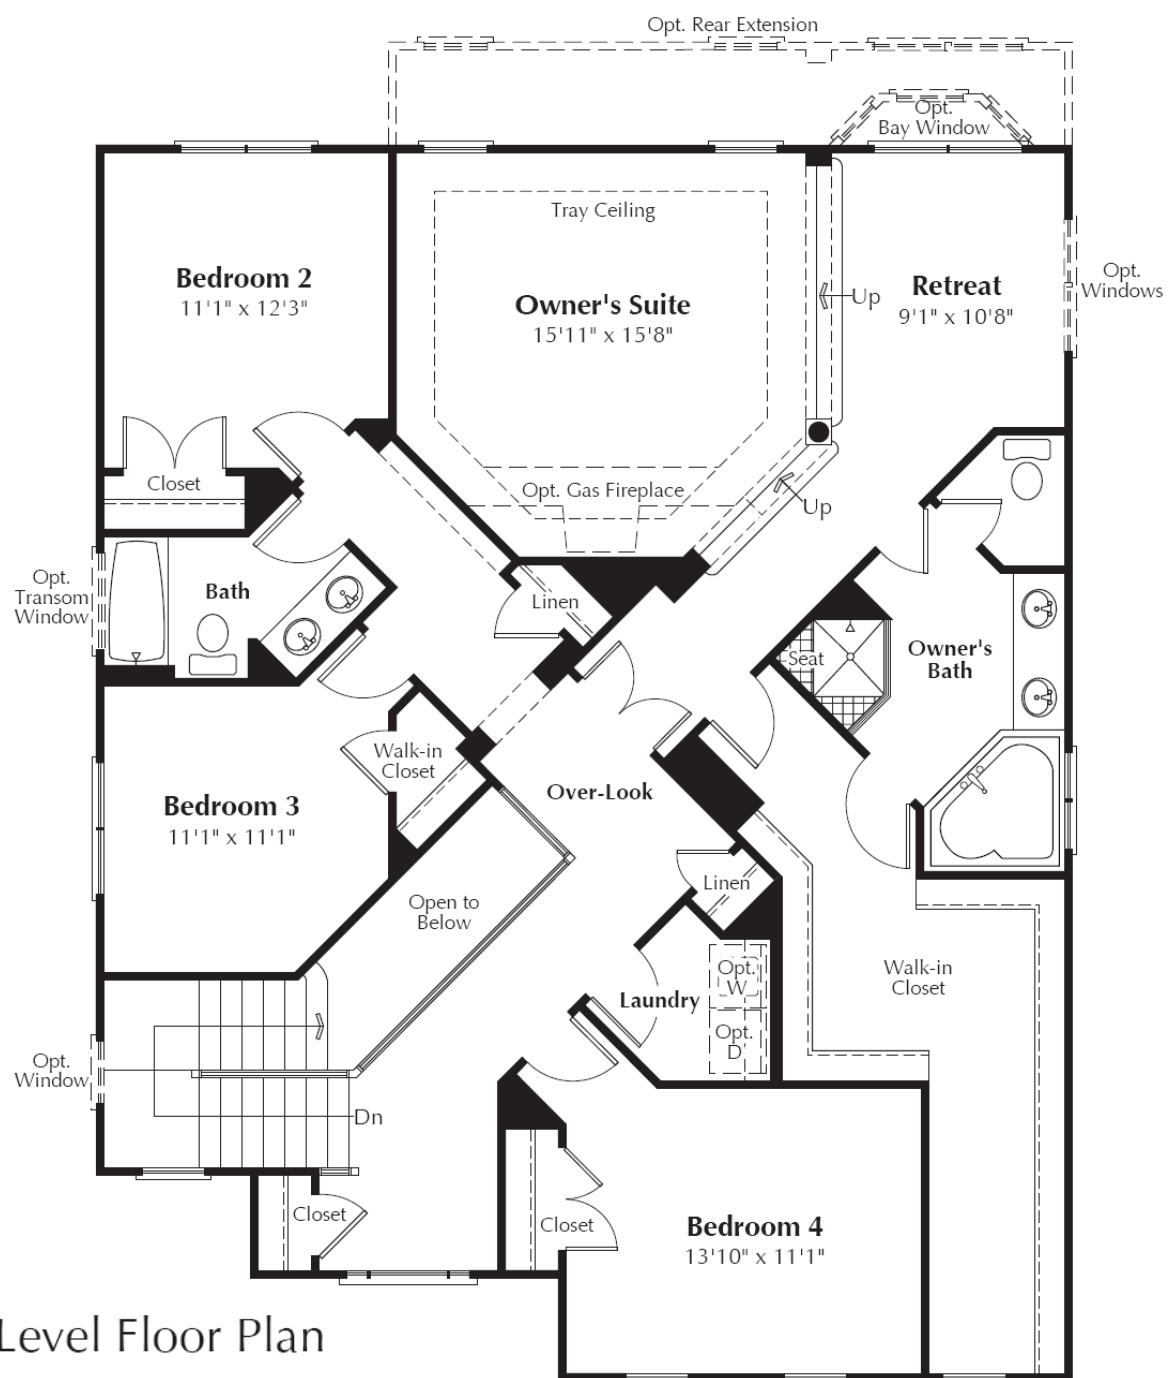 Opt. Rear Extension
Opt.
Bay Window
Tray Ceiling
Bedroom 2
11'1" x 12'3"
Owner's Suite
15'11" x 15'8"
Up
Retreat
9'1" x 10'8"
Opt.
Windows
Closet
Opt. Gas Fireplace
Up
Opt.
Transom
Window
Bath
Linen
Seat
Owner's
Bath
Walk-in
Closet
Over-Look
Bedroom 3
11'1" x 11'1"
Linen
Open to
Below
Walk-in
Closet
Opt.
W
Laundry
Opt.
D
Opt.
Window
Dn
Closet
Closet
Bedroom 4
13'10" x 11'1"
Level Floor Plan